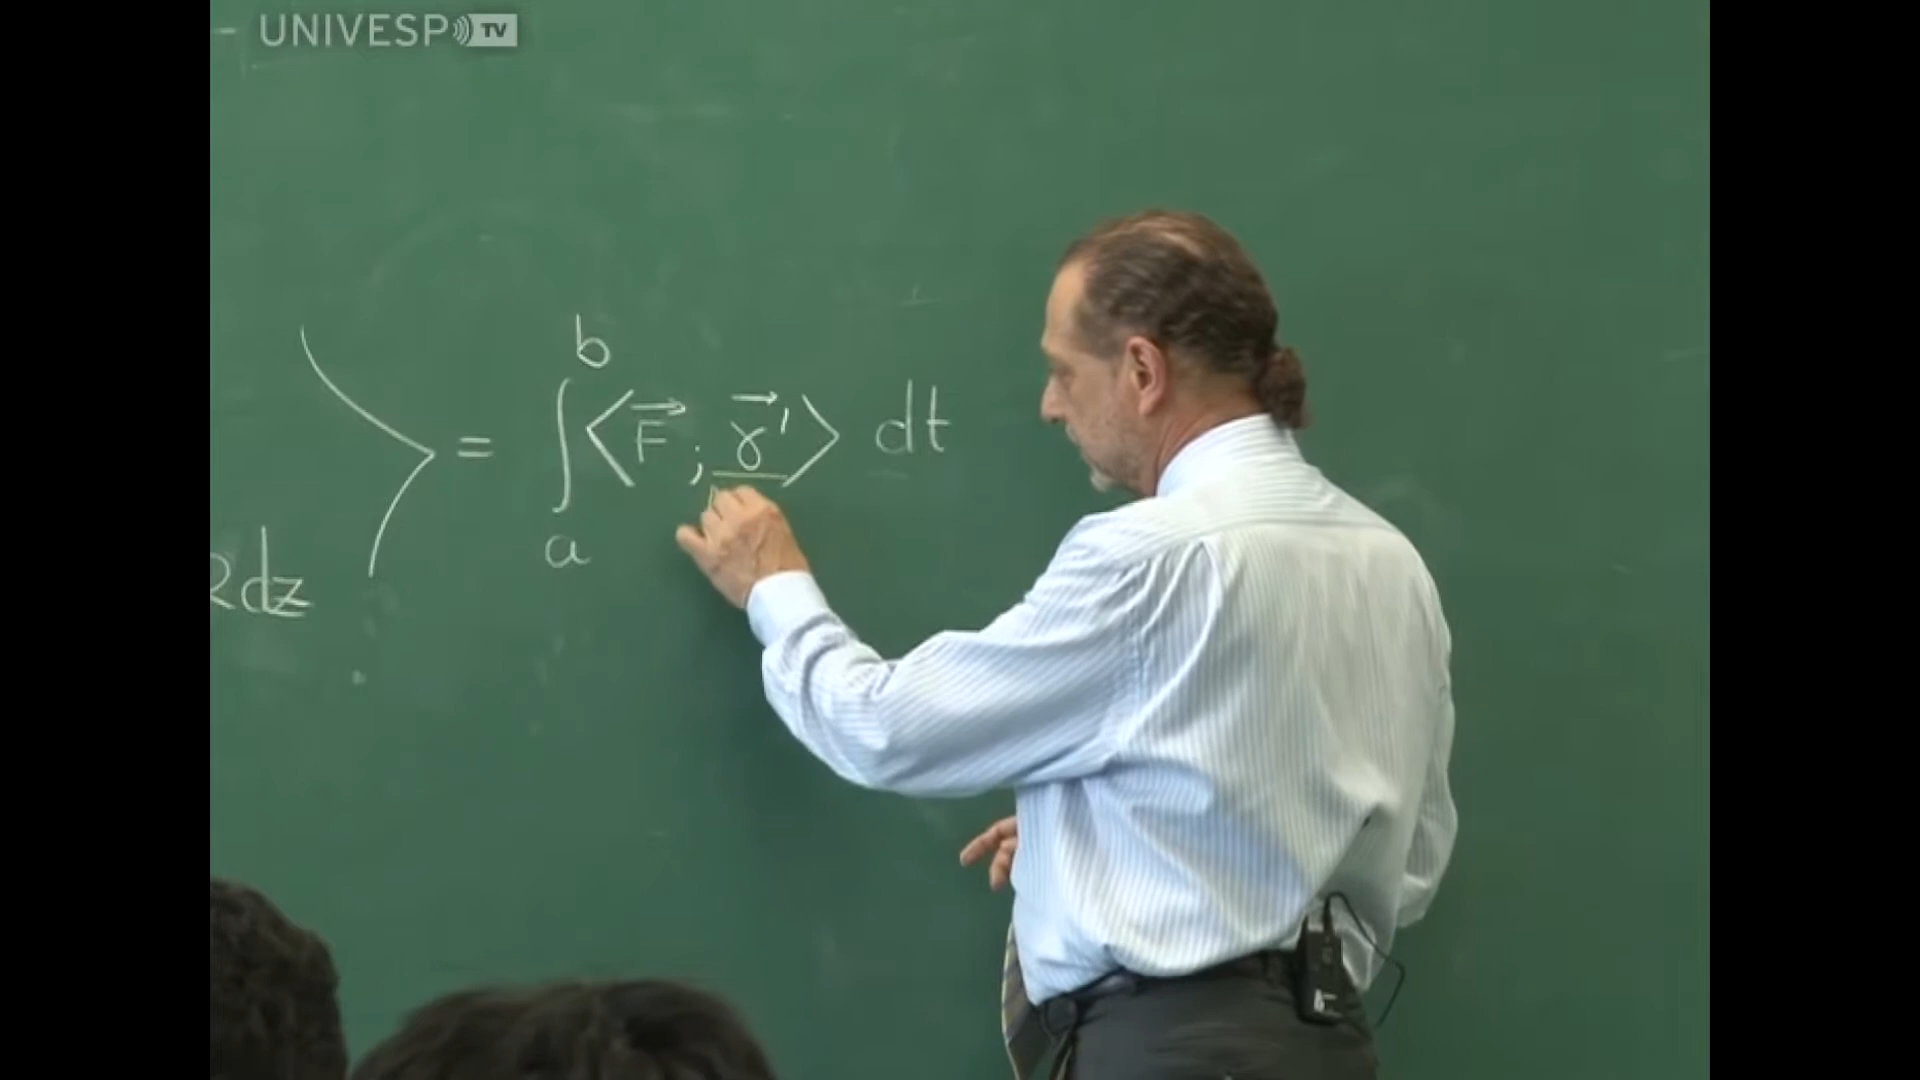 UNIVESP TV
b
= ∫ ⟨F⃗ ; γ⃗ '⟩ dt
a
Rdz